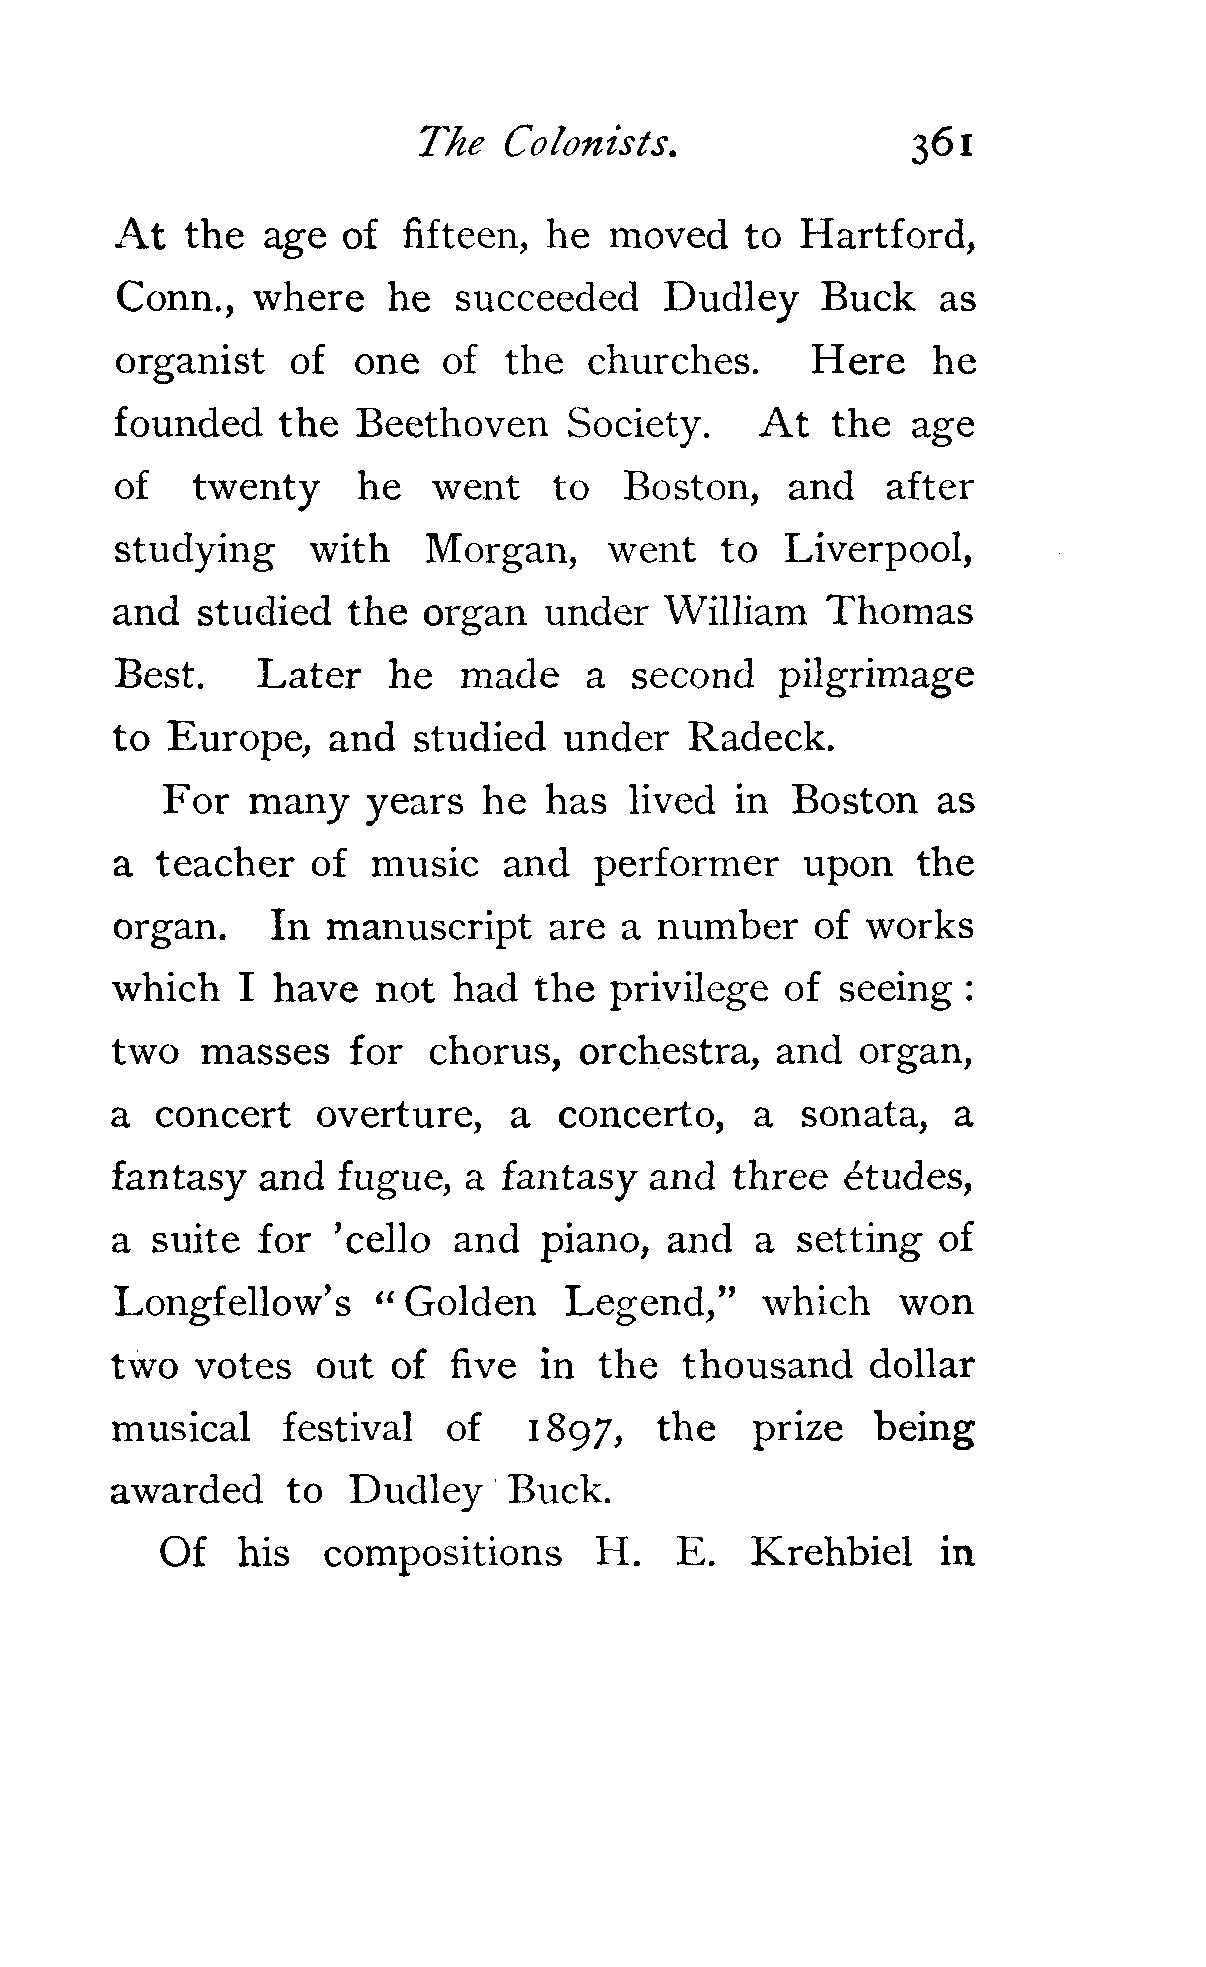 The Colonists. 361
At the age of fifteen, he moved to Hartford,
Conn., where he succeeded Dudley Buck as
organist of one of the churches. Here he
founded the Beethoven Society. At the age
of twenty he went to Boston, and after
studying with Morgan, went to Liverpool,
and studied the organ under William Thomas
Best. Later he made a second pilgrimage
to Europe, and studied under Radeck.
For many years he has lived in Boston as
a teacher of music and performer upon the
organ. In manuscript are a number of works
which I have not had the privilege of seeing :
two masses for chorus, orchestra, and organ,
a concert overture, a concerto, a sonata, a
fantasy and fugue, a fantasy and three études,
a suite for 'cello and piano, and a setting of
Longfellow's " Golden Legend," which won
two votes out of five in the thousand dollar
musical festival of 1897, the prize being
awarded to Dudley Buck.
Of his compositions H. E. Krehbiel in